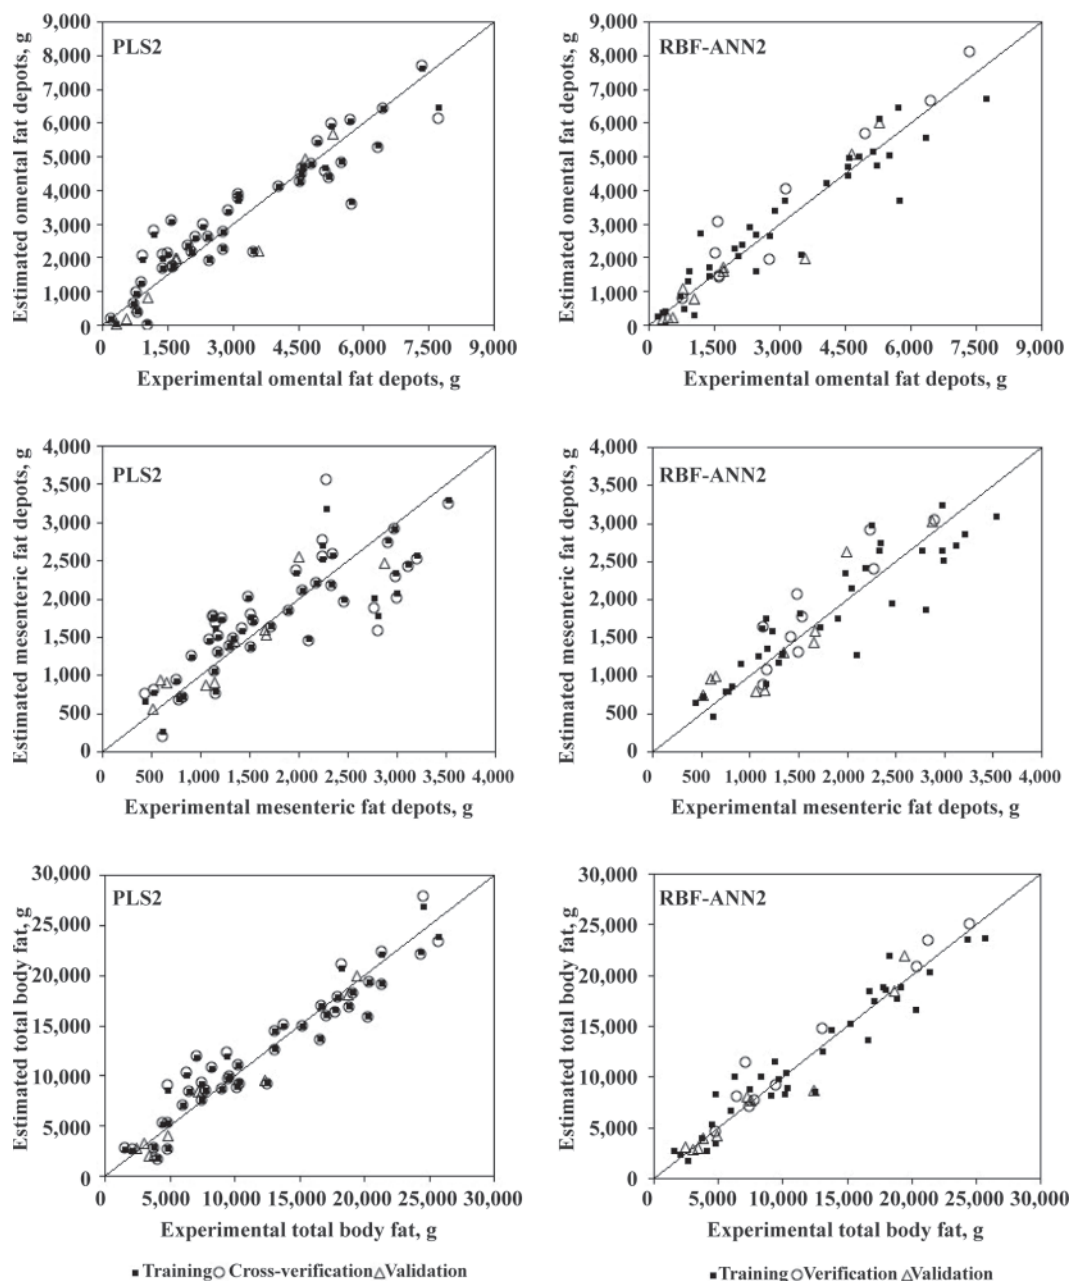 PLS2
Estimated omental fat depots, g
9,000
8,000
7,000
6,000
5,000
4,000
3,000
2,000
1,000
0
0 1,500 3,000 4,500 6,000 7,500 9,000
Experimental omental fat depots, g
RBF-ANN2
Estimated omental fat depots, g
9,000
8,000
7,000
6,000
5,000
4,000
3,000
2,000
1,000
0
0 1,500 3,000 4,500 6,000 7,500 9,000
Experimental omental fat depots, g
PLS2
Estimated mesenteric fat depots, g
4,000
3,500
3,000
2,500
2,000
1,500
1,000
500
0
0 500 1,000 1,500 2,000 2,500 3,000 3,500 4,000
Experimental mesenteric fat depots, g
RBF-ANN2
Estimated mesenteric fat depots, g
4,000
3,500
3,000
2,500
2,000
1,500
1,000
500
0
0 500 1,000 1,500 2,000 2,500 3,000 3,500 4,000
Experimental mesenteric fat depots, g
PLS2
Estimated total body fat, g
30,000
25,000
20,000
15,000
10,000
5,000
0
0 5,000 10,000 15,000 20,000 25,000 30,000
Experimental total body fat, g
Training Cross-verification Validation
RBF-ANN2
Estimated total body fat, g
30,000
25,000
20,000
15,000
10,000
5,000
0
0 5,000 10,000 15,000 20,000 25,000 30,000
Experimental total body fat, g
Training Verification Validation